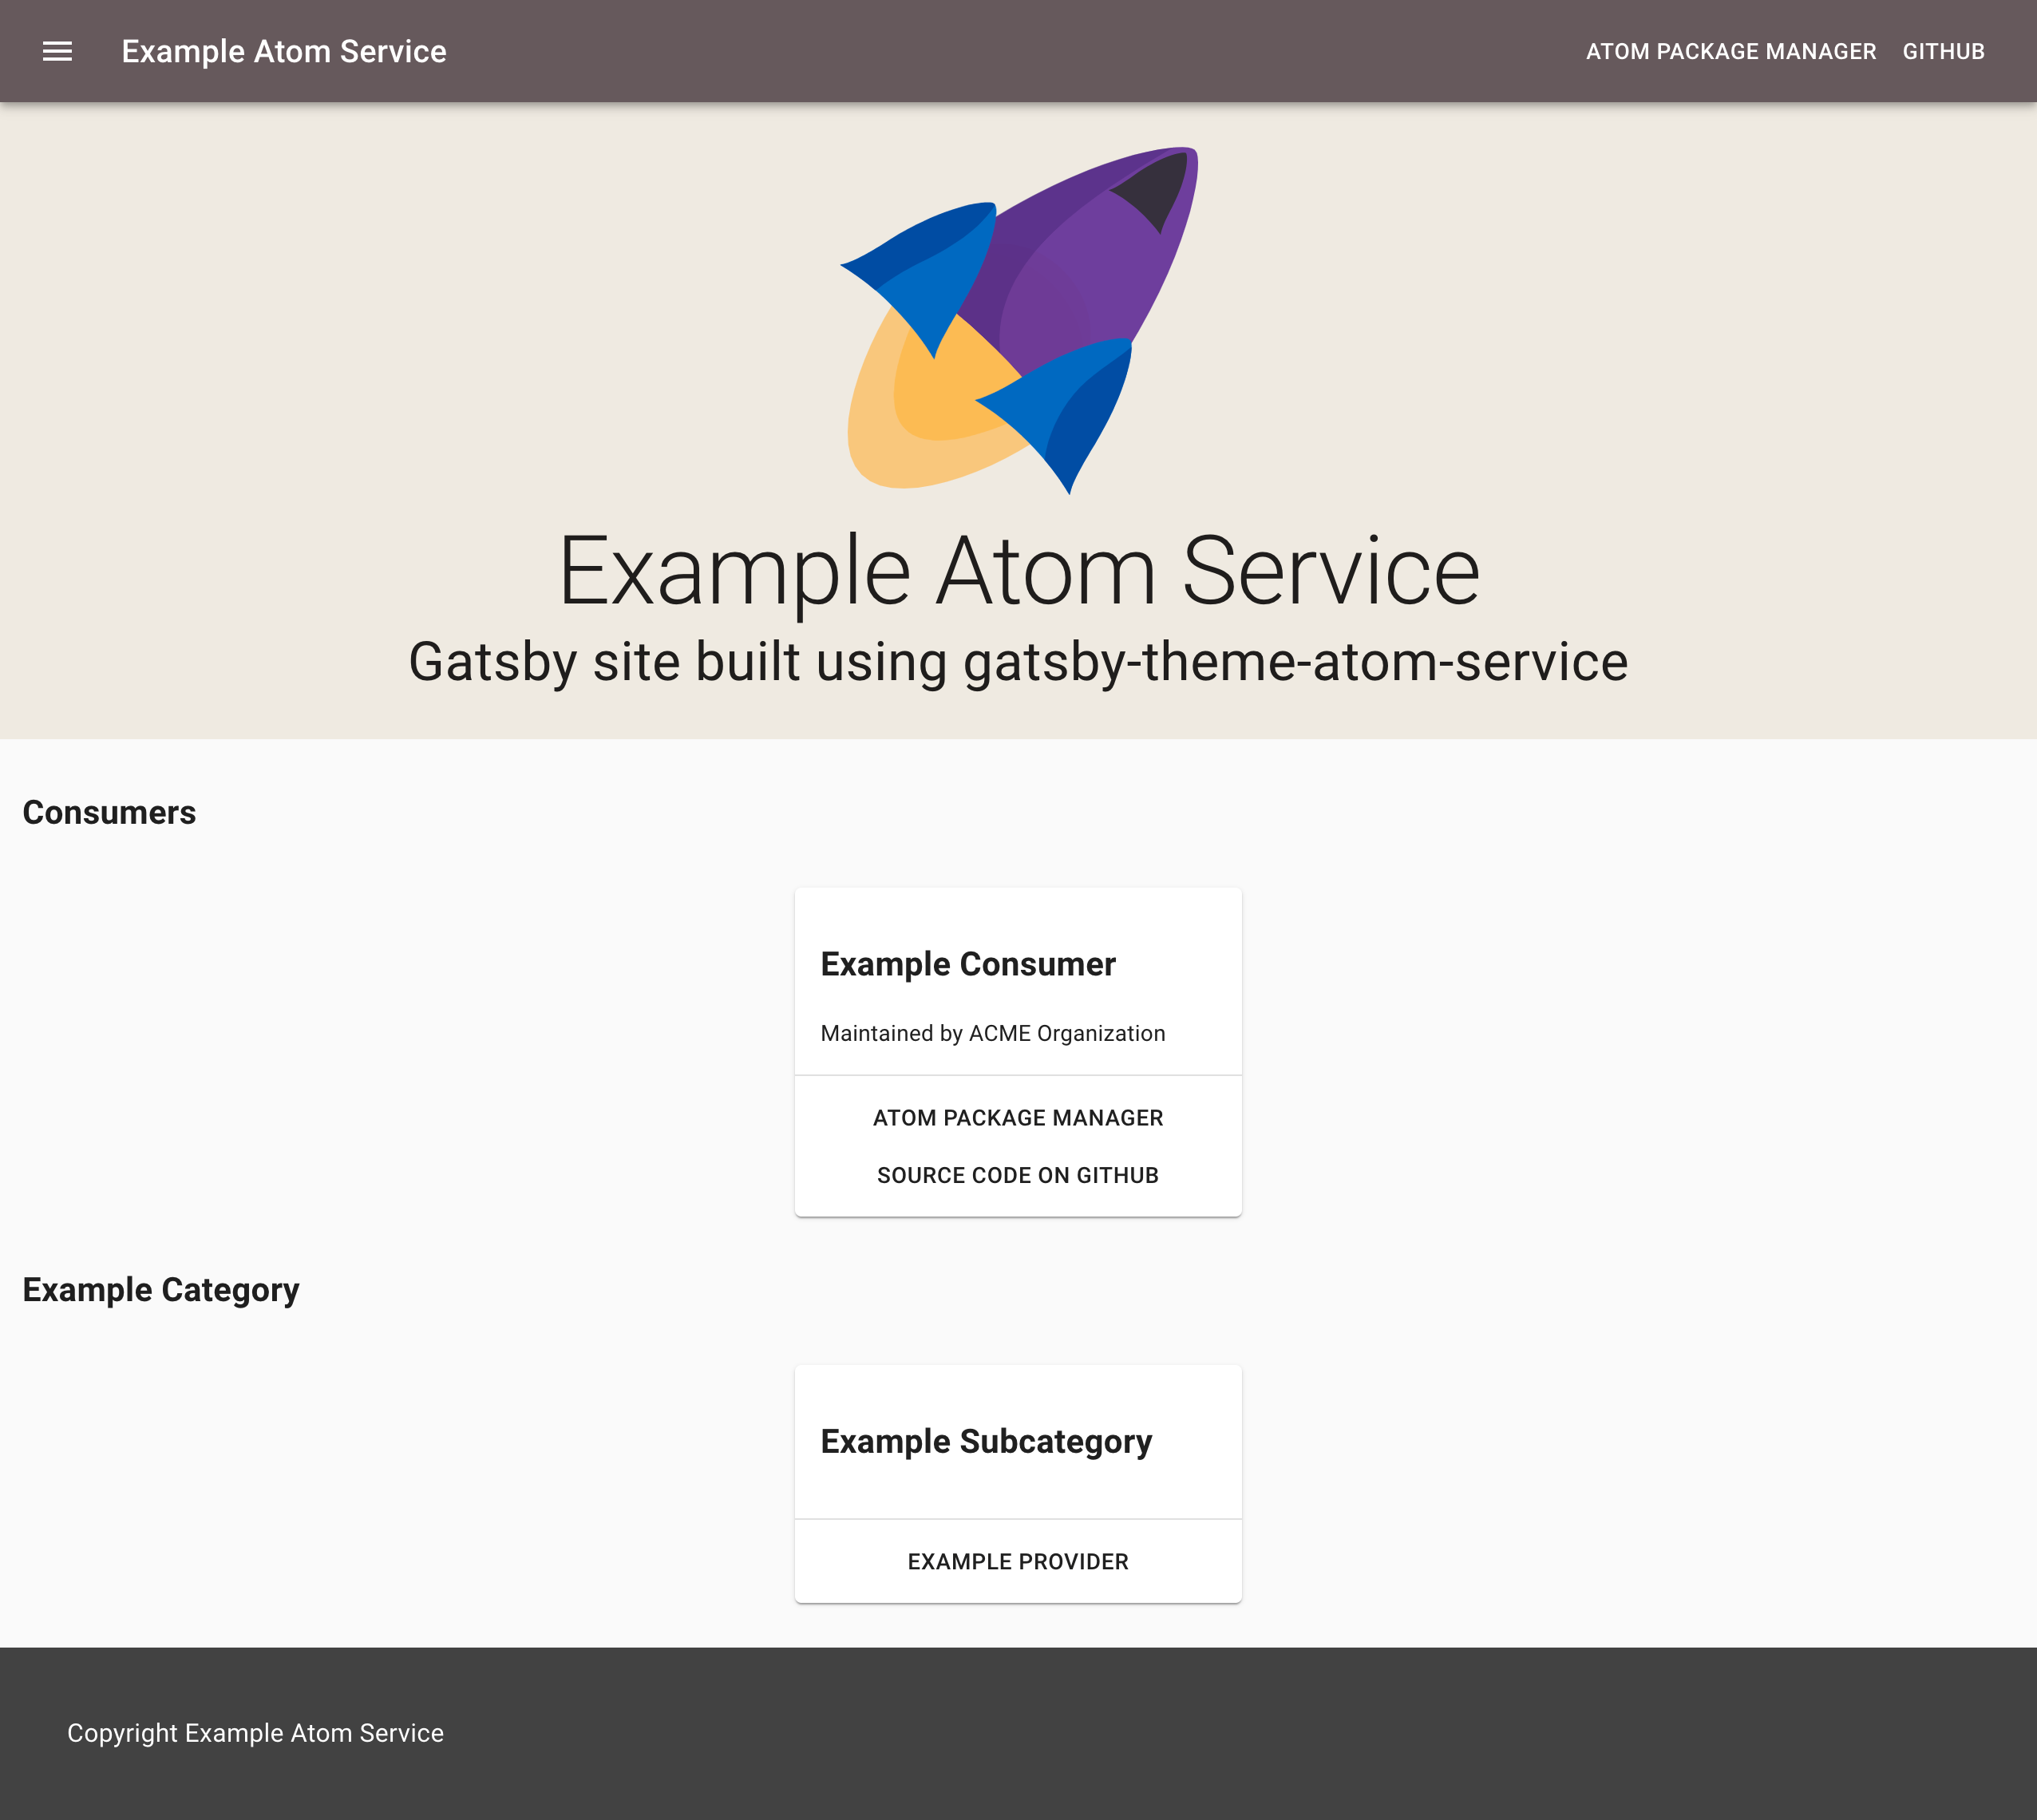 Example Atom Service
ATOM PACKAGE MANAGER
GITHUB
Example Atom Service
Gatsby site built using gatsby-theme-atom-service
Consumers
Example Consumer
Maintained by ACME Organization
ATOM PACKAGE MANAGER
SOURCE CODE ON GITHUB
Example Category
Example Subcategory
EXAMPLE PROVIDER
Copyright Example Atom Service